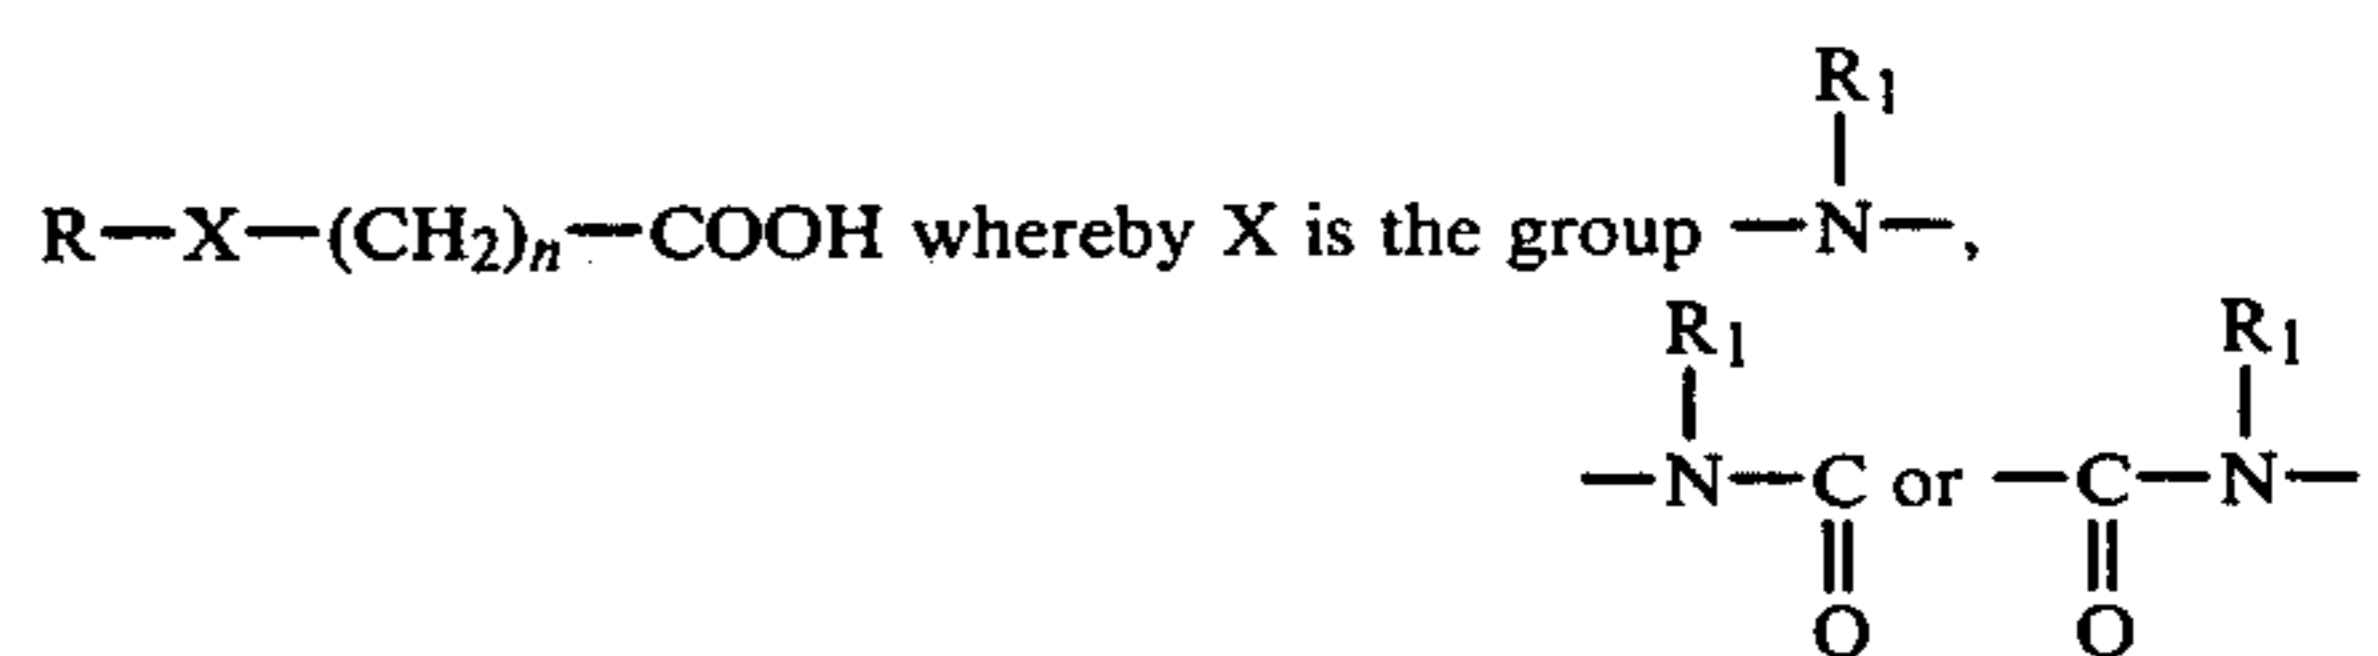 R₁
R—X—(CH₂)ₙ—COOH whereby X is the group —N—,
R₁ R₁
—N—C or —C—N—
O O